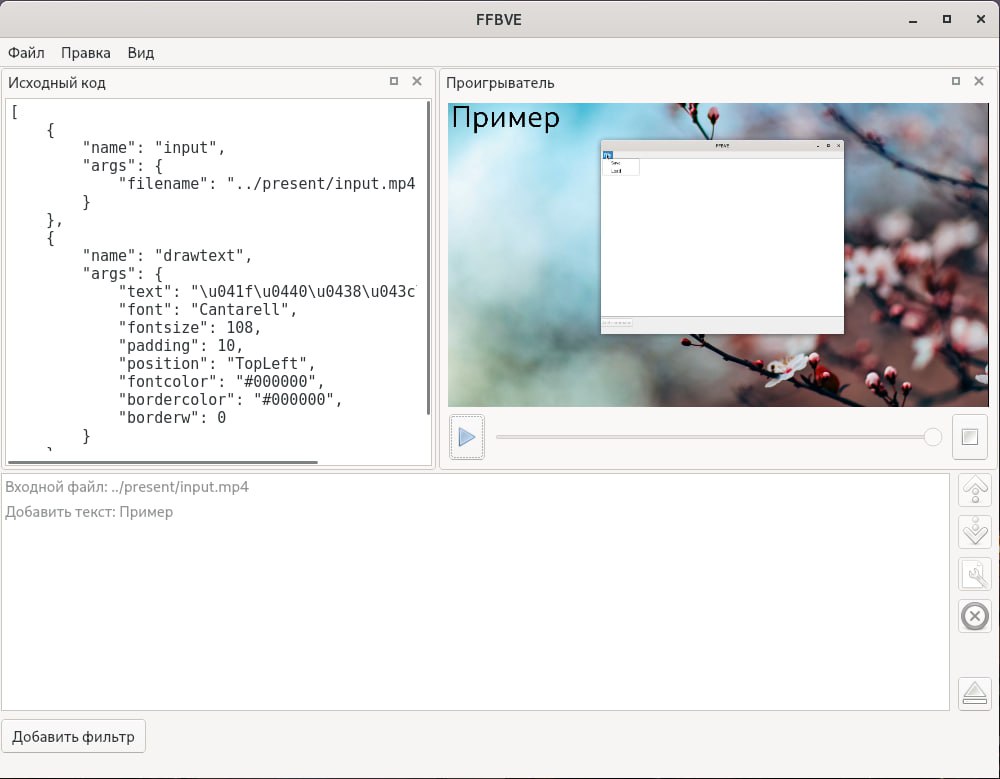 FFBVE
Файл Правка Вид
Исходный код
[
    {
        "name": "input",
        "args": {
            "filename": "../present/input.mp4
        }
    },
    {
        "name": "drawtext",
        "args": {
            "text": "\u041f\u0440\u0438\u043c
            "font": "Cantarell",
            "fontsize": 108,
            "padding": 10,
            "position": "TopLeft",
            "fontcolor": "#000000",
            "bordercolor": "#000000",
            "borderw": 0
        }
Проигрыватель
Пример
FFBVE
Входной файл: ../present/input.mp4
Добавить текст: Пример
Добавить фильтр